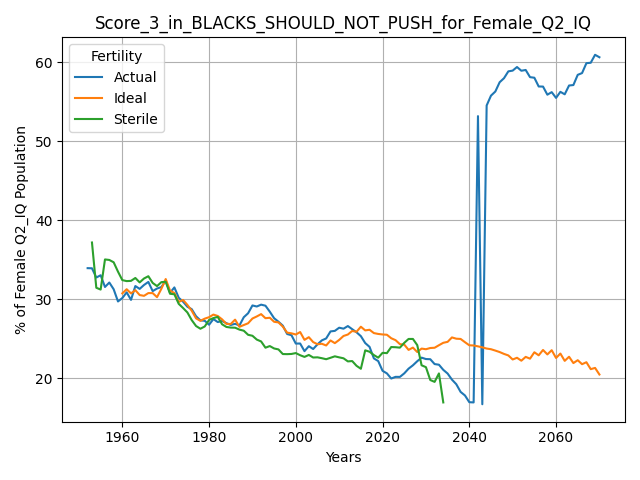 Score_3_in_BLACKS_SHOULD_NOT_PUSH_for_Female_Q2_IQ
Fertility
Actual
Ideal
Sterile
60
50
40
30
20
% of Female Q2_IQ Population
1960
1980
2000
2020
2040
2060
Years